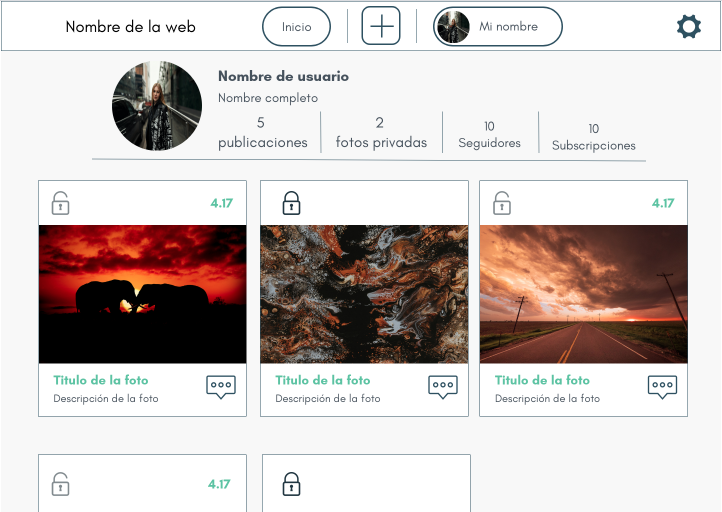 Nombre de la web
Inicio
Mi nombre
Nombre de usuario
Nombre completo
5
publicaciones
2
fotos privadas
10
Seguidores
10
Subscripciones
4.17
4.17
Titulo de la foto
Descripción de la foto
Titulo de la foto
Descripción de la foto
Titulo de la foto
Descripción de la foto
4.17